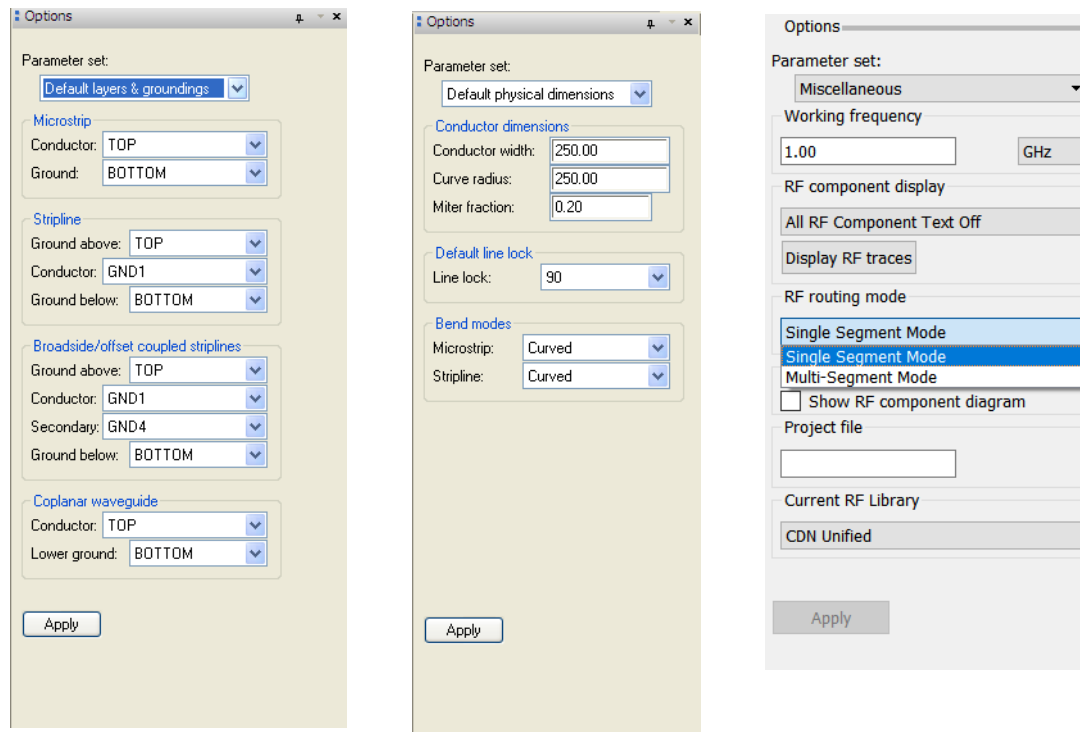 Options
Parameter set:
Default layers & groundings
Microstrip
Conductor: TOP
Ground: BOTTOM
Stripline
Ground above: TOP
Conductor: GND1
Ground below: BOTTOM
Broadside/offset coupled striplines
Ground above: TOP
Conductor: GND1
Secondary: GND4
Ground below: BOTTOM
Coplanar waveguide
Conductor: TOP
Lower ground: BOTTOM
Apply
Options
Parameter set:
Default physical dimensions
Conductor dimensions
Conductor width: 250.00
Curve radius: 250.00
Miter fraction: 0.20
Default line lock
Line lock: 90
Bend modes
Microstrip: Curved
Stripline: Curved
Apply
Options
Parameter set:
Miscellaneous
Working frequency
1.00 GHz
RF component display
All RF Component Text Off
Display RF traces
RF routing mode
Single Segment Mode
Single Segment Mode
Multi-Segment Mode
Show RF component diagram
Project file
Current RF Library
CDN Unified
Apply